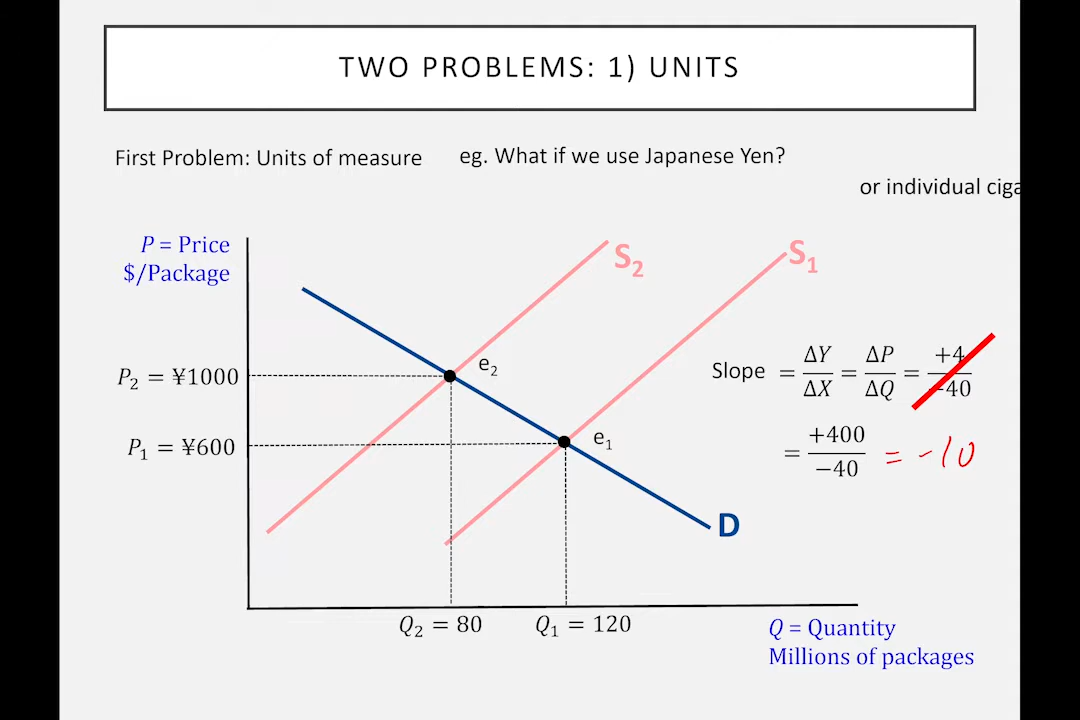 TWO PROBLEMS: 1) UNITS
First Problem: Units of measure
eg. What if we use Japanese Yen?
or individual ciga
P = Price
$/Package
S2
S1
e2
P2 = ¥1000
Slope = ΔY/ΔX = ΔP/ΔQ = +4/−40
e1
P1 = ¥600
= +400/−40 = -10
D
Q2 = 80
Q1 = 120
Q = Quantity
Millions of packages